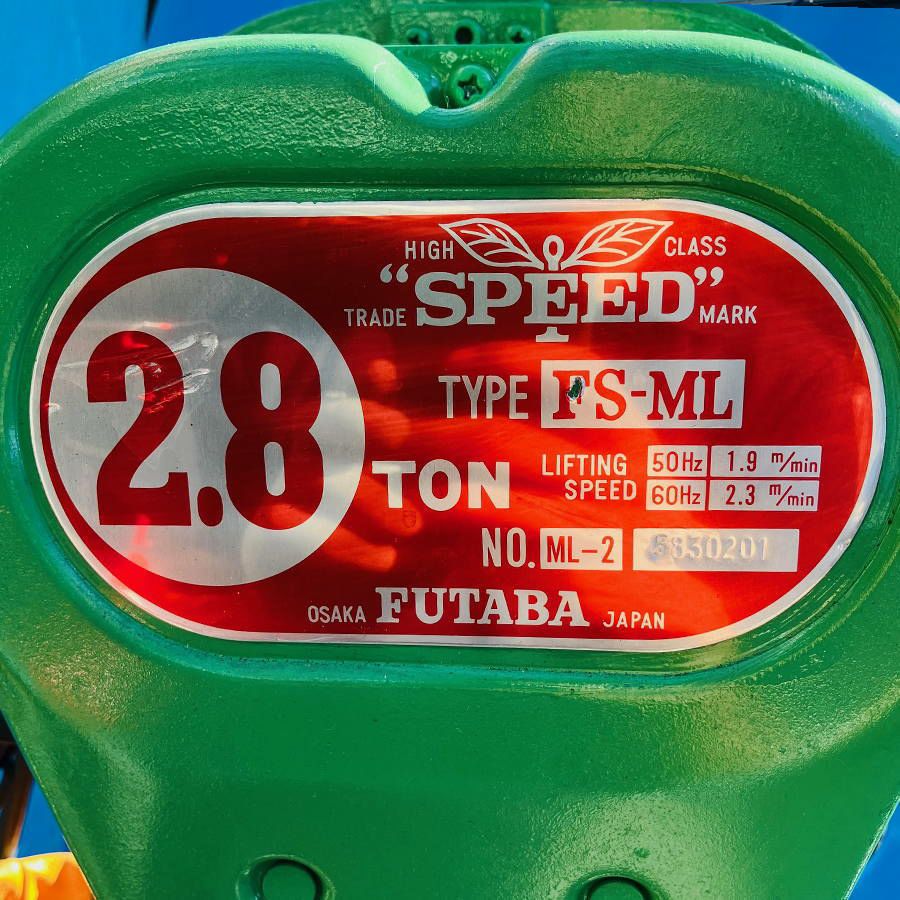 HIGH CLASS
TRADE "SPEED" MARK
2.8 TON
TYPE FS-ML
LIFTING SPEED
50Hz 1.9 m/min
60Hz 2.3 m/min
NO. ML-2 5830201
OSAKA FUTABA JAPAN